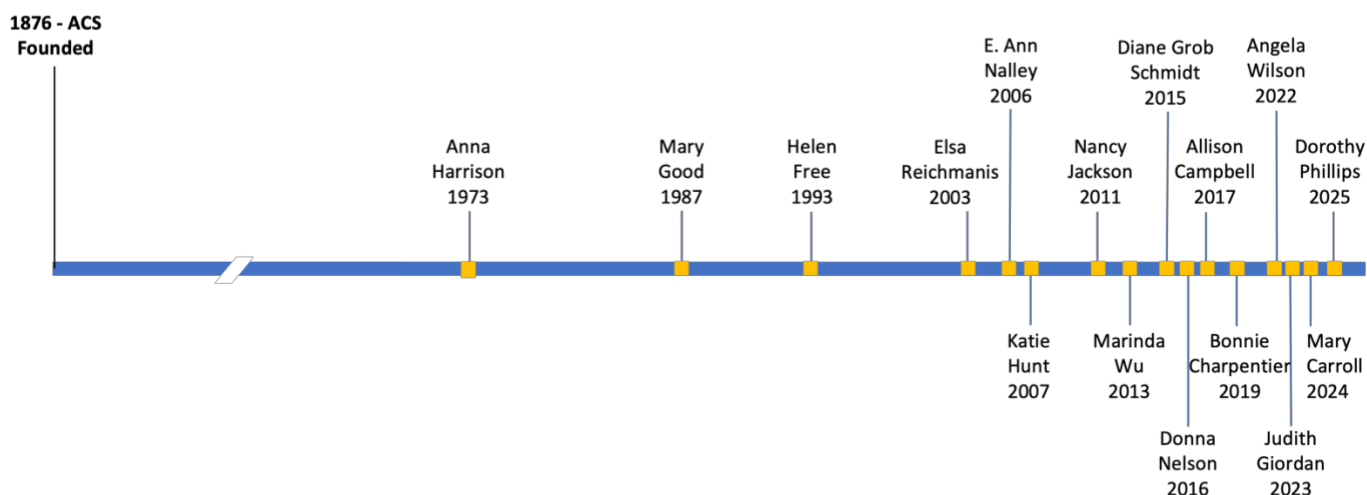 1876 - ACS
Founded
Anna
Harrison
1973
Mary
Good
1987
Helen
Free
1993
Elsa
Reichmanis
2003
E. Ann
Nalley
2006
Katie
Hunt
2007
Nancy
Jackson
2011
Marinda
Wu
2013
Diane Grob
Schmidt
2015
Donna
Nelson
2016
Allison
Campbell
2017
Bonnie
Charpentier
2019
Angela
Wilson
2022
Judith
Giordan
2023
Mary
Carroll
2024
Dorothy
Phillips
2025